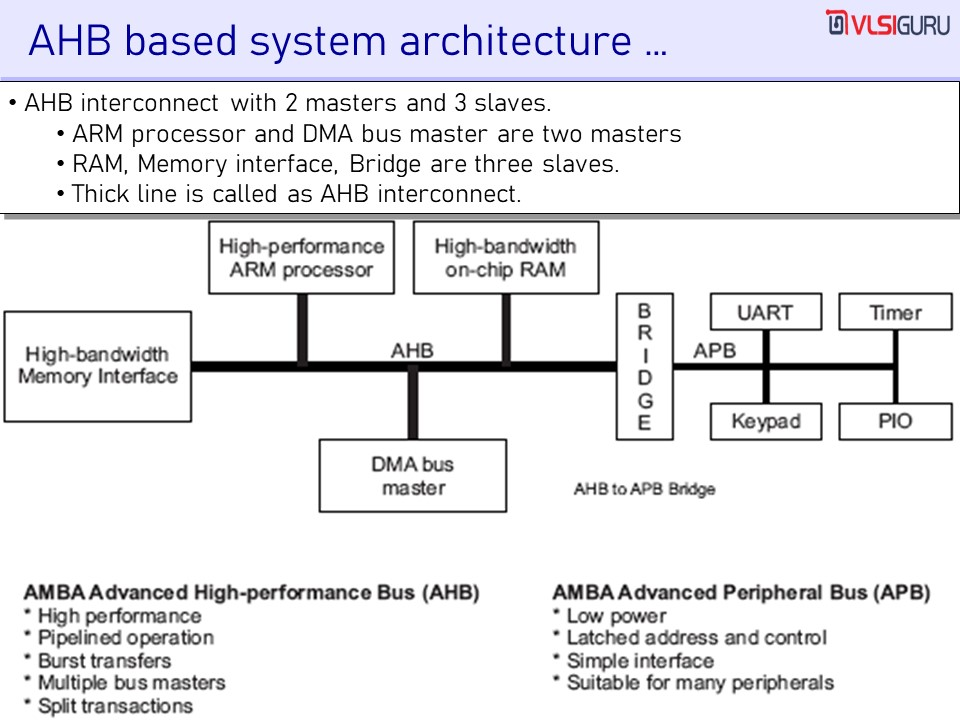 AHB based system architecture ...
VLSIGURU
• AHB interconnect with 2 masters and 3 slaves.
• ARM processor and DMA bus master are two masters
• RAM, Memory interface, Bridge are three slaves.
• Thick line is called as AHB interconnect.
High-performance
ARM processor
High-bandwidth
on-chip RAM
High-bandwidth
Memory Interface
AHB
B
R
I
D
G
E
APB
UART
Timer
Keypad
PIO
DMA bus
master
AHB to APB Bridge
AMBA Advanced High-performance Bus (AHB)
* High performance
* Pipelined operation
* Burst transfers
* Multiple bus masters
* Split transactions
AMBA Advanced Peripheral Bus (APB)
* Low power
* Latched address and control
* Simple interface
* Suitable for many peripherals